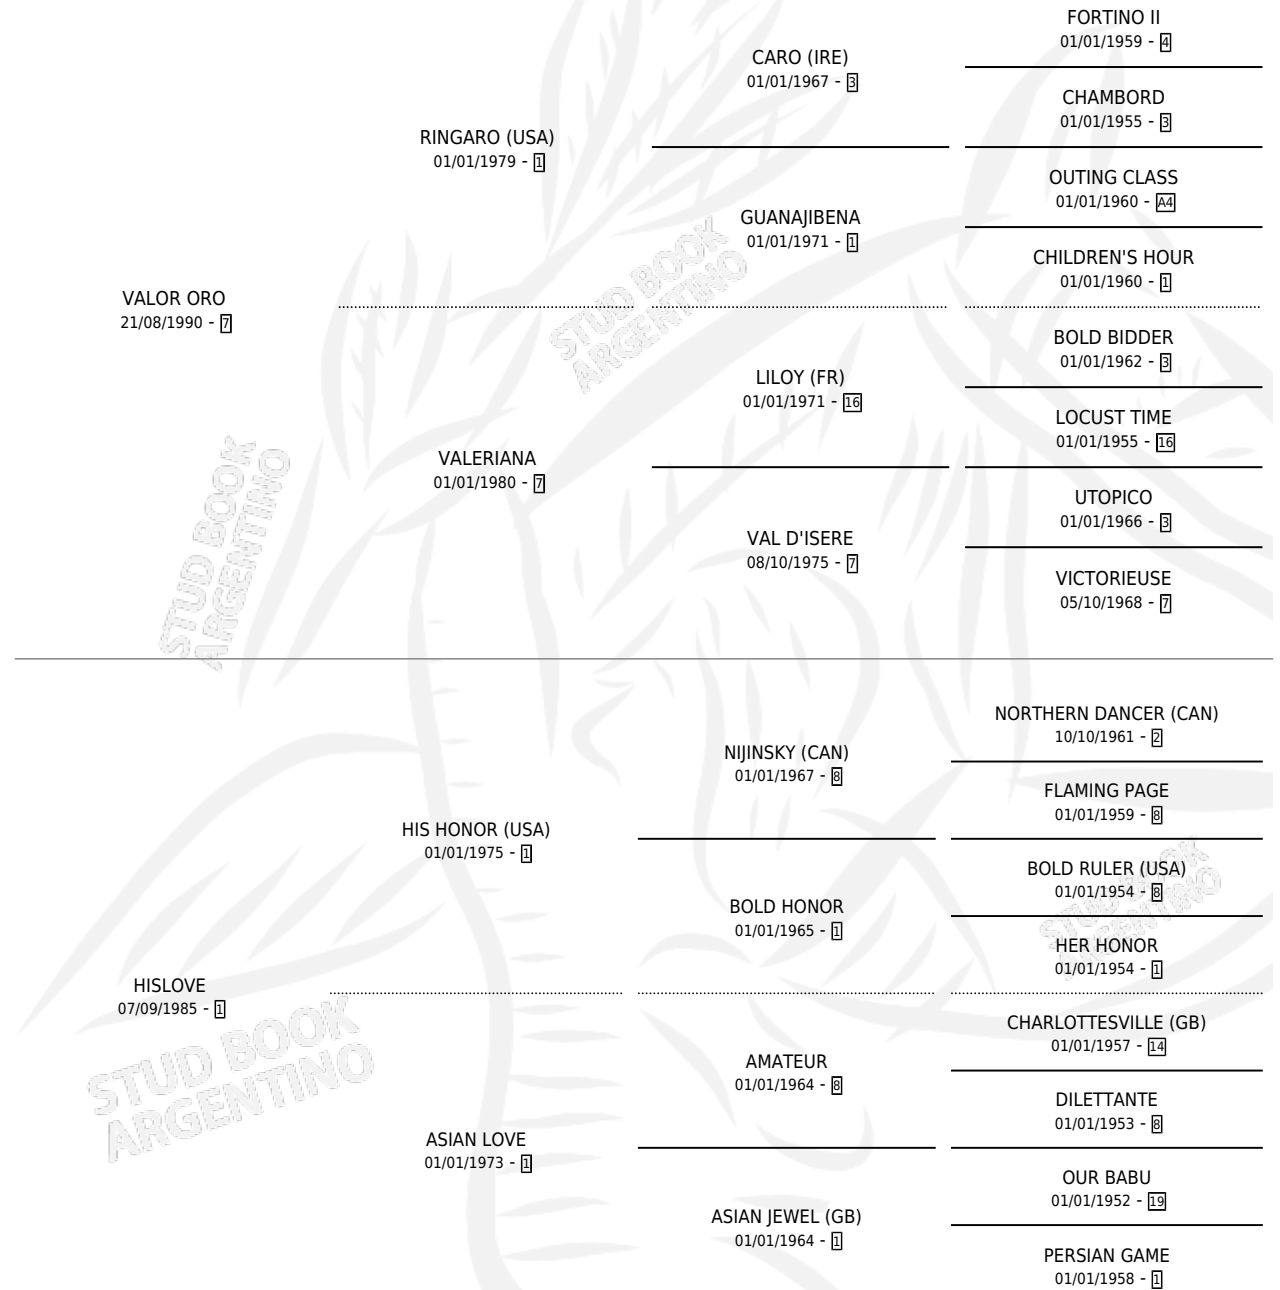 FORTINO II
01/01/1959 - 4
CARO (IRE)
01/01/1967 - 3
CHAMBORD
01/01/1955 - 3
RINGARO (USA)
01/01/1979 - 1
OUTING CLASS
01/01/1960 - A4
GUANAJIBENA
01/01/1971 - 1
CHILDREN'S HOUR
01/01/1960 - 1
VALOR ORO
21/08/1990 - 7
BOLD BIDDER
01/01/1962 - 3
LILOY (FR)
01/01/1971 - 16
LOCUST TIME
01/01/1955 - 16
VALERIANA
01/01/1980 - 7
UTOPICO
01/01/1966 - 3
VAL D'ISERE
08/10/1975 - 7
VICTORIEUSE
05/10/1968 - 7
NORTHERN DANCER (CAN)
10/10/1961 - 2
NIJINSKY (CAN)
01/01/1967 - 8
FLAMING PAGE
01/01/1959 - 8
HIS HONOR (USA)
01/01/1975 - 1
BOLD RULER (USA)
01/01/1954 - 8
BOLD HONOR
01/01/1965 - 1
HER HONOR
01/01/1954 - 1
HISLOVE
07/09/1985 - 1
CHARLOTTESVILLE (GB)
01/01/1957 - 14
AMATEUR
01/01/1964 - 8
DILETTANTE
01/01/1953 - 8
ASIAN LOVE
01/01/1973 - 1
OUR BABU
01/01/1952 - 19
ASIAN JEWEL (GB)
01/01/1964 - 1
PERSIAN GAME
01/01/1958 - 1
STUD BOOK
ARGENTINO
STUD BOOK
ARGENTINO
STUD BOOK
ARGENTINO
STUD BOOK
ARGENTINO